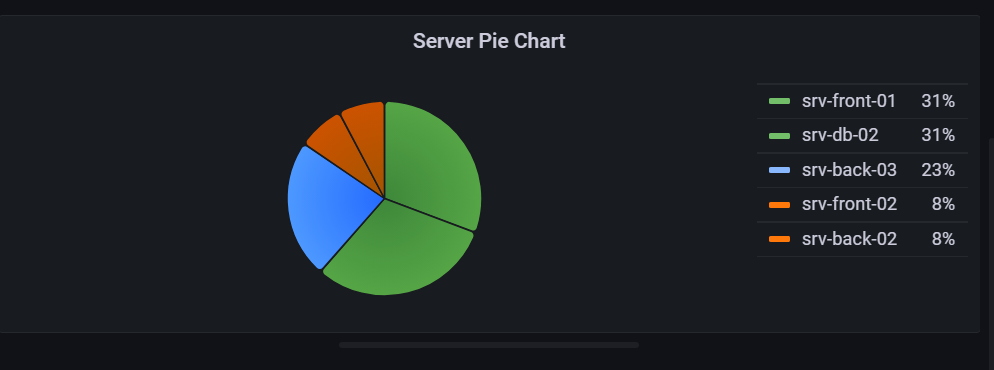 Server Pie Chart
srv-front-01 31%
srv-db-02 31%
srv-back-03 23%
srv-front-02 8%
srv-back-02 8%